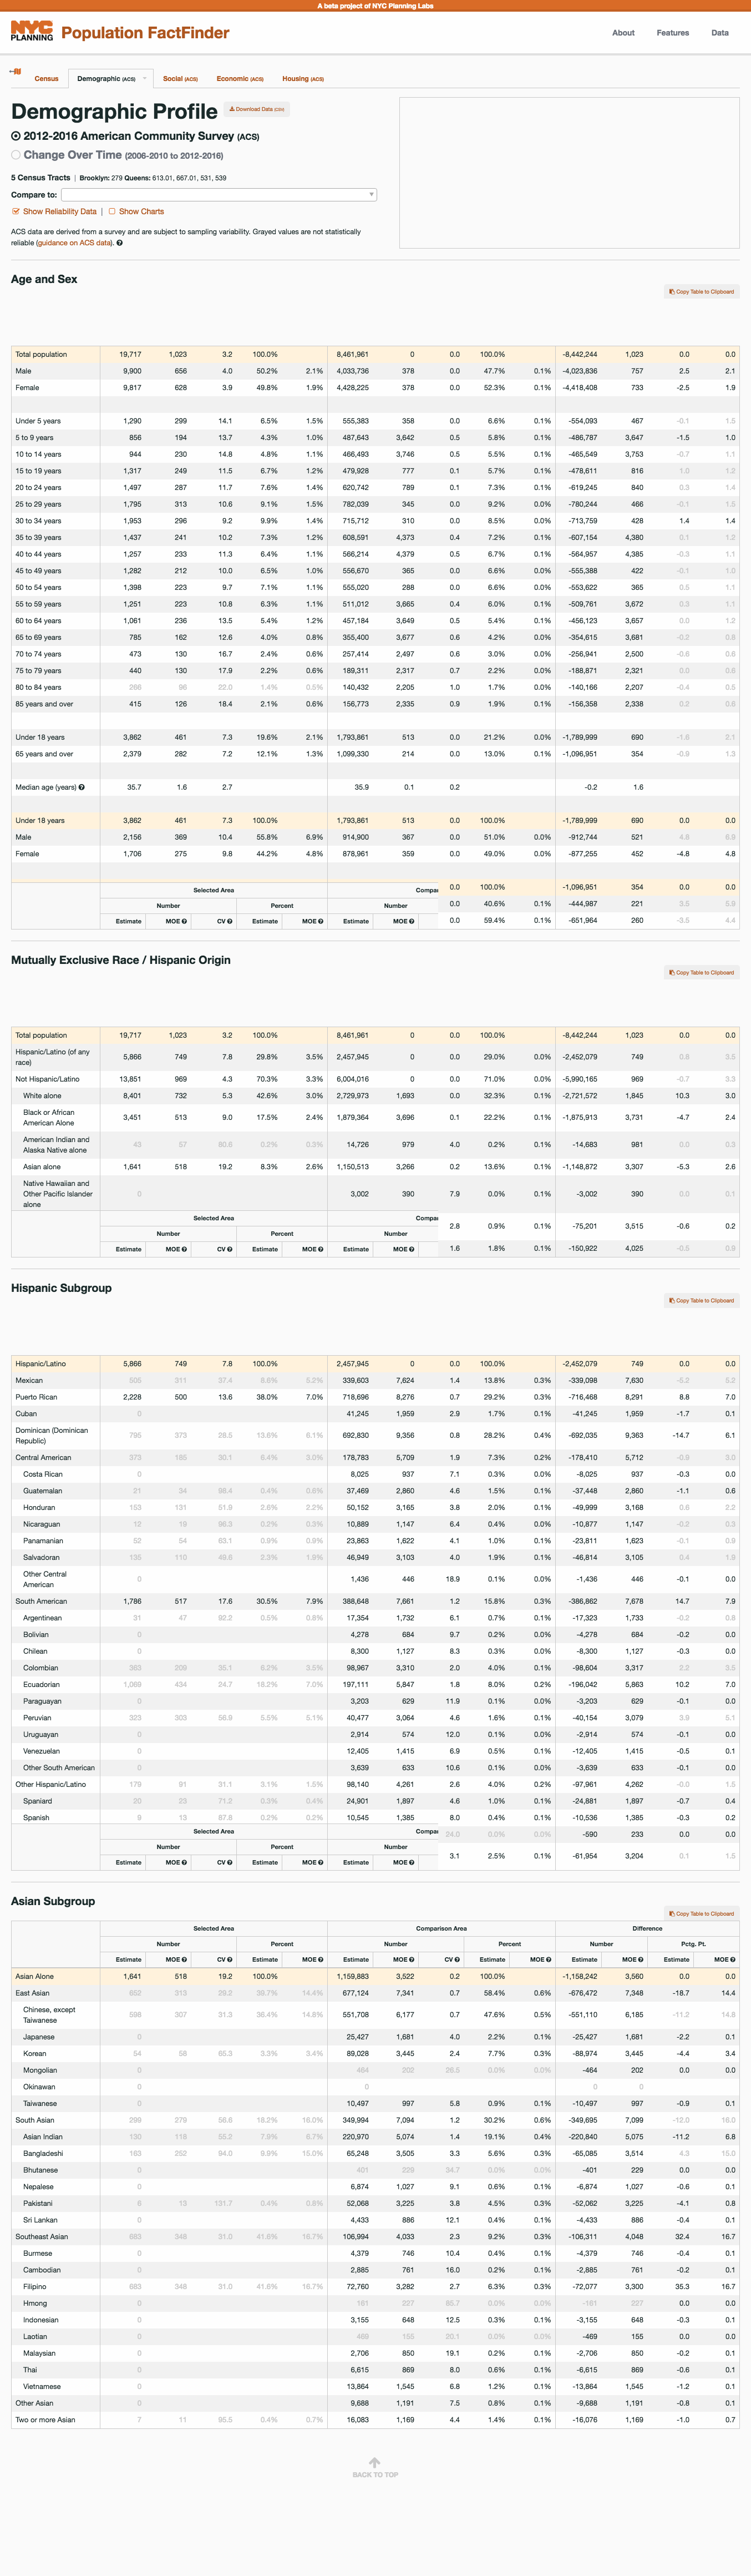 A beta project of NYC Planning Labs
NYC PLANNING Population FactFinder About Features Data
Census Demographic (ACS) Social (ACS) Economic (ACS) Housing (ACS)
Demographic Profile Download Data (CSV)
2012-2016 American Community Survey (ACS)
Change Over Time (2006-2010 to 2012-2016)
5 Census Tracts | Brooklyn: 279 Queens: 613.01, 667.01, 531, 539
Compare to:
Show Reliability Data | Show Charts
ACS data are derived from a survey and are subject to sampling variability. Grayed values are not statistically
reliable (guidance on ACS data).
Age and Sex
Copy Table to Clipboard
Total population 19,717 1,023 3.2 100.0% 8,461,961 0 0.0 100.0% -8,442,244 1,023 0.0 0.0
Male 9,900 656 4.0 50.2% 2.1% 4,033,736 378 0.0 47.7% 0.1% -4,023,836 757 2.5 2.1
Female 9,817 628 3.9 49.8% 1.9% 4,428,225 378 0.0 52.3% 0.1% -4,418,408 733 -2.5 1.9
Under 5 years 1,290 299 14.1 6.5% 1.5% 555,383 358 0.0 6.6% 0.1% -554,093 467 -0.1 1.5
5 to 9 years 856 194 13.7 4.3% 1.0% 487,643 3,642 0.5 5.8% 0.1% -486,787 3,647 -1.5 1.0
10 to 14 years 944 230 14.8 4.8% 1.1% 466,493 3,746 0.5 5.5% 0.1% -465,549 3,753 -0.7 1.1
15 to 19 years 1,317 249 11.5 6.7% 1.2% 479,928 777 0.1 5.7% 0.1% -478,611 816 1.0 1.2
20 to 24 years 1,497 287 11.7 7.6% 1.4% 620,742 789 0.1 7.3% 0.1% -619,245 840 0.3 1.4
25 to 29 years 1,795 313 10.6 9.1% 1.5% 782,039 345 0.0 9.2% 0.0% -780,244 466 -0.1 1.5
30 to 34 years 1,953 296 9.2 9.9% 1.4% 715,712 310 0.0 8.5% 0.0% -713,759 428 1.4 1.4
35 to 39 years 1,437 241 10.2 7.3% 1.2% 608,591 4,373 0.4 7.2% 0.1% -607,154 4,380 0.1 1.2
40 to 44 years 1,257 233 11.3 6.4% 1.1% 566,214 4,379 0.5 6.7% 0.1% -564,957 4,385 -0.3 1.1
45 to 49 years 1,282 212 10.0 6.5% 1.0% 556,670 365 0.0 6.6% 0.0% -555,388 422 -0.1 1.0
50 to 54 years 1,398 223 9.7 7.1% 1.1% 555,020 288 0.0 6.6% 0.0% -553,622 365 0.5 1.1
55 to 59 years 1,251 223 10.8 6.3% 1.1% 511,012 3,665 0.4 6.0% 0.1% -509,761 3,672 0.3 1.1
60 to 64 years 1,061 236 13.5 5.4% 1.2% 457,184 3,649 0.5 5.4% 0.1% -456,123 3,657 0.0 1.2
65 to 69 years 785 162 12.6 4.0% 0.8% 355,400 3,677 0.6 4.2% 0.0% -354,615 3,681 -0.2 0.8
70 to 74 years 473 130 16.7 2.4% 0.6% 257,414 2,497 0.6 3.0% 0.0% -256,941 2,500 -0.6 0.6
75 to 79 years 440 130 17.9 2.2% 0.6% 189,311 2,317 0.7 2.2% 0.0% -188,871 2,321 0.0 0.6
80 to 84 years 266 96 22.0 1.4% 0.5% 140,432 2,205 1.0 1.7% 0.0% -140,166 2,207 -0.4 0.5
85 years and over 415 126 18.4 2.1% 0.6% 156,773 2,335 0.9 1.9% 0.1% -156,358 2,338 0.2 0.6
Under 18 years 3,862 461 7.3 19.6% 2.1% 1,793,861 513 0.0 21.2% 0.0% -1,789,999 690 -1.6 2.1
65 years and over 2,379 282 7.2 12.1% 1.3% 1,099,330 214 0.0 13.0% 0.0% -1,096,951 354 -0.9 1.3
Median age (years) 35.7 1.6 2.7 35.9 0.1 0.2 -0.2 1.6
Under 18 years 3,862 461 7.3 100.0% 1,793,861 513 0.0 100.0% -1,789,999 690 0.0 0.0
Male 2,156 369 10.4 55.8% 6.9% 914,900 367 0.0 51.0% 0.0% -912,744 521 4.8 6.9
Female 1,706 275 9.8 44.2% 4.8% 878,961 359 0.0 49.0% 0.0% -877,255 452 -4.8 4.8
Selected Area Compar 0.0 100.0% -1,096,951 354 0.0 0.0
Number Percent Number 0.0 40.6% 0.1% -444,987 221 3.5 5.9
Estimate MOE CV Estimate MOE Estimate MOE 0.0 59.4% 0.1% -651,964 260 -3.5 4.4
Mutually Exclusive Race / Hispanic Origin
Copy Table to Clipboard
Total population 19,717 1,023 3.2 100.0% 8,461,961 0 0.0 100.0% -8,442,244 1,023 0.0 0.0
Hispanic/Latino (of any
race) 5,866 749 7.8 29.8% 3.5% 2,457,945 0 0.0 29.0% 0.0% -2,452,079 749 0.8 3.5
Not Hispanic/Latino 13,851 969 4.3 70.3% 3.3% 6,004,016 0 0.0 71.0% 0.0% -5,990,165 969 -0.7 3.3
White alone 8,401 732 5.3 42.6% 3.0% 2,729,973 1,693 0.0 32.3% 0.0% -2,721,572 1,845 10.3 3.0
Black or African
American Alone 3,451 513 9.0 17.5% 2.4% 1,879,364 3,696 0.1 22.2% 0.1% -1,875,913 3,731 -4.7 2.4
American Indian and
Alaska Native alone 43 57 80.6 0.2% 0.3% 14,726 979 4.0 0.2% 0.1% -14,683 981 0.0 0.3
Asian alone 1,641 518 19.2 8.3% 2.6% 1,150,513 3,266 0.2 13.6% 0.1% -1,148,872 3,307 -5.3 2.6
Native Hawaiian and
Other Pacific Islander
alone 0 3,002 390 7.9 0.0% 0.1% -3,002 390 0.0 0.1
Selected Area Compar 2.8 0.9% 0.1% -75,201 3,515 -0.6 0.2
Number Percent Number
Estimate MOE CV Estimate MOE Estimate MOE 1.6 1.8% 0.1% -150,922 4,025 -0.5 0.9
Hispanic Subgroup
Copy Table to Clipboard
Hispanic/Latino 5,866 749 7.8 100.0% 2,457,945 0 0.0 100.0% -2,452,079 749 0.0 0.0
Mexican 505 311 37.4 8.6% 5.2% 339,603 7,624 1.4 13.8% 0.3% -339,098 7,630 -5.2 5.2
Puerto Rican 2,228 500 13.6 38.0% 7.0% 718,696 8,276 0.7 29.2% 0.3% -716,468 8,291 8.8 7.0
Cuban 0 41,245 1,959 2.9 1.7% 0.1% -41,245 1,959 -1.7 0.1
Dominican (Dominican
Republic) 795 373 28.5 13.6% 6.1% 692,830 9,356 0.8 28.2% 0.4% -692,035 9,363 -14.7 6.1
Central American 373 185 30.1 6.4% 3.0% 178,783 5,709 1.9 7.3% 0.2% -178,410 5,712 -0.9 3.0
Costa Rican 0 8,025 937 7.1 0.3% 0.0% -8,025 937 -0.3 0.0
Guatemalan 21 34 98.4 0.4% 0.6% 37,469 2,860 4.6 1.5% 0.1% -37,448 2,860 -1.1 0.6
Honduran 153 131 51.9 2.6% 2.2% 50,152 3,165 3.8 2.0% 0.1% -49,999 3,168 0.6 2.2
Nicaraguan 12 19 96.3 0.2% 0.3% 10,889 1,147 6.4 0.4% 0.0% -10,877 1,147 -0.2 0.3
Panamanian 52 54 63.1 0.9% 0.9% 23,863 1,622 4.1 1.0% 0.1% -23,811 1,623 -0.1 0.9
Salvadoran 135 110 49.6 2.3% 1.9% 46,949 3,103 4.0 1.9% 0.1% -46,814 3,105 0.4 1.9
Other Central
American 0 1,436 446 18.9 0.1% 0.0% -1,436 446 -0.1 0.0
South American 1,786 517 17.6 30.5% 7.9% 388,648 7,661 1.2 15.8% 0.3% -386,862 7,678 14.7 7.9
Argentinean 31 47 92.2 0.5% 0.8% 17,354 1,732 6.1 0.7% 0.1% -17,323 1,733 -0.2 0.8
Bolivian 0 4,278 684 9.7 0.2% 0.0% -4,278 684 -0.2 0.0
Chilean 0 8,300 1,127 8.3 0.3% 0.0% -8,300 1,127 -0.3 0.0
Colombian 363 209 35.1 6.2% 3.5% 98,967 3,310 2.0 4.0% 0.1% -98,604 3,317 2.2 3.5
Ecuadorian 1,069 434 24.7 18.2% 7.0% 197,111 5,847 1.8 8.0% 0.2% -196,042 5,863 10.2 7.0
Paraguayan 0 3,203 629 11.9 0.1% 0.0% -3,203 629 -0.1 0.0
Peruvian 323 303 56.9 5.5% 5.1% 40,477 3,064 4.6 1.6% 0.1% -40,154 3,079 3.9 5.1
Uruguayan 0 2,914 574 12.0 0.1% 0.0% -2,914 574 -0.1 0.0
Venezuelan 0 12,405 1,415 6.9 0.5% 0.1% -12,405 1,415 -0.5 0.1
Other South American 0 3,639 633 10.6 0.1% 0.0% -3,639 633 -0.1 0.0
Other Hispanic/Latino 179 91 31.1 3.1% 1.5% 98,140 4,261 2.6 4.0% 0.2% -97,961 4,262 -0.0 1.5
Spaniard 20 23 71.2 0.3% 0.4% 24,901 1,897 4.6 1.0% 0.1% -24,881 1,897 -0.7 0.4
Spanish 9 13 87.8 0.2% 0.2% 10,545 1,385 8.0 0.4% 0.1% -10,536 1,385 -0.3 0.2
Selected Area Compar 24.0 0.0% 0.0% -590 233 0.0 0.0
Number Percent Number
Estimate MOE CV Estimate MOE Estimate MOE 3.1 2.5% 0.1% -61,954 3,204 0.1 1.5
Asian Subgroup
Copy Table to Clipboard
Selected Area Comparison Area Difference
Number Percent Number Percent Number Pctg. Pt.
Estimate MOE CV Estimate MOE Estimate MOE CV Estimate MOE Estimate MOE Estimate MOE
Asian Alone 1,641 518 19.2 100.0% 1,159,883 3,522 0.2 100.0% -1,158,242 3,560 0.0 0.0
East Asian 652 313 29.2 39.7% 14.4% 677,124 7,341 0.7 58.4% 0.6% -676,472 7,348 -18.7 14.4
Chinese, except
Taiwanese 598 307 31.3 36.4% 14.8% 551,708 6,177 0.7 47.6% 0.5% -551,110 6,185 -11.2 14.8
Japanese 0 25,427 1,681 4.0 2.2% 0.1% -25,427 1,681 -2.2 0.1
Korean 54 58 65.3 3.3% 3.4% 89,028 3,445 2.4 7.7% 0.3% -88,974 3,445 -4.4 3.4
Mongolian 0 464 202 26.5 0.0% 0.0% -464 202 0.0 0.0
Okinawan 0 0 0 0
Taiwanese 0 10,497 997 5.8 0.9% 0.1% -10,497 997 -0.9 0.1
South Asian 299 279 56.6 18.2% 16.0% 349,994 7,094 1.2 30.2% 0.6% -349,695 7,099 -12.0 16.0
Asian Indian 130 118 55.2 7.9% 6.7% 220,970 5,074 1.4 19.1% 0.4% -220,840 5,075 -11.2 6.8
Bangladeshi 163 252 94.0 9.9% 15.0% 65,248 3,505 3.3 5.6% 0.3% -65,085 3,514 4.3 15.0
Bhutanese 0 401 229 34.7 0.0% 0.0% -401 229 0.0 0.0
Nepalese 0 6,874 1,027 9.1 0.6% 0.1% -6,874 1,027 -0.6 0.1
Pakistani 6 13 131.7 0.4% 0.8% 52,068 3,225 3.8 4.5% 0.3% -52,062 3,225 -4.1 0.8
Sri Lankan 0 4,433 886 12.1 0.4% 0.1% -4,433 886 -0.4 0.1
Southeast Asian 683 348 31.0 41.6% 16.7% 106,994 4,033 2.3 9.2% 0.3% -106,311 4,048 32.4 16.7
Burmese 0 4,379 746 10.4 0.4% 0.1% -4,379 746 -0.4 0.1
Cambodian 0 2,885 761 16.0 0.2% 0.1% -2,885 761 -0.2 0.1
Filipino 683 348 31.0 41.6% 16.7% 72,760 3,282 2.7 6.3% 0.3% -72,077 3,300 35.3 16.7
Hmong 0 161 227 85.7 0.0% 0.0% -161 227 0.0 0.0
Indonesian 0 3,155 648 12.5 0.3% 0.1% -3,155 648 -0.3 0.1
Laotian 0 469 155 20.1 0.0% 0.0% -469 155 0.0 0.0
Malaysian 0 2,706 850 19.1 0.2% 0.1% -2,706 850 -0.2 0.1
Thai 0 6,615 869 8.0 0.6% 0.1% -6,615 869 -0.6 0.1
Vietnamese 0 13,864 1,545 6.8 1.2% 0.1% -13,864 1,545 -1.2 0.1
Other Asian 0 9,688 1,191 7.5 0.8% 0.1% -9,688 1,191 -0.8 0.1
Two or more Asian 7 11 95.5 0.4% 0.7% 16,083 1,169 4.4 1.4% 0.1% -16,076 1,169 -1.0 0.7
BACK TO TOP